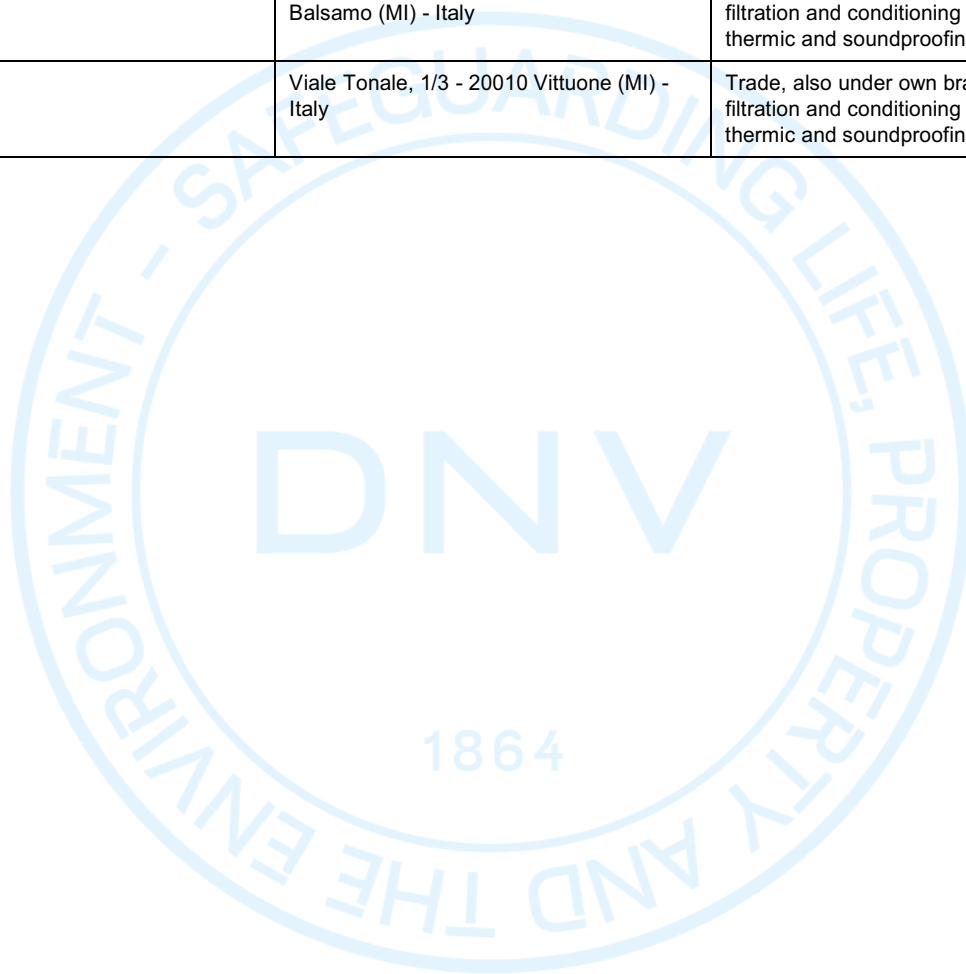 Balsamo (MI) - Italy
filtration and conditioning
thermic and soundproofin
Viale Tonale, 1/3 - 20010 Vittuone (MI) -
Italy
Trade, also under own bra
filtration and conditioning
thermic and soundproofin
SAFEGUARDING LIFE, PROPERTY AND THE ENVIRONMENT -
DNV
1864